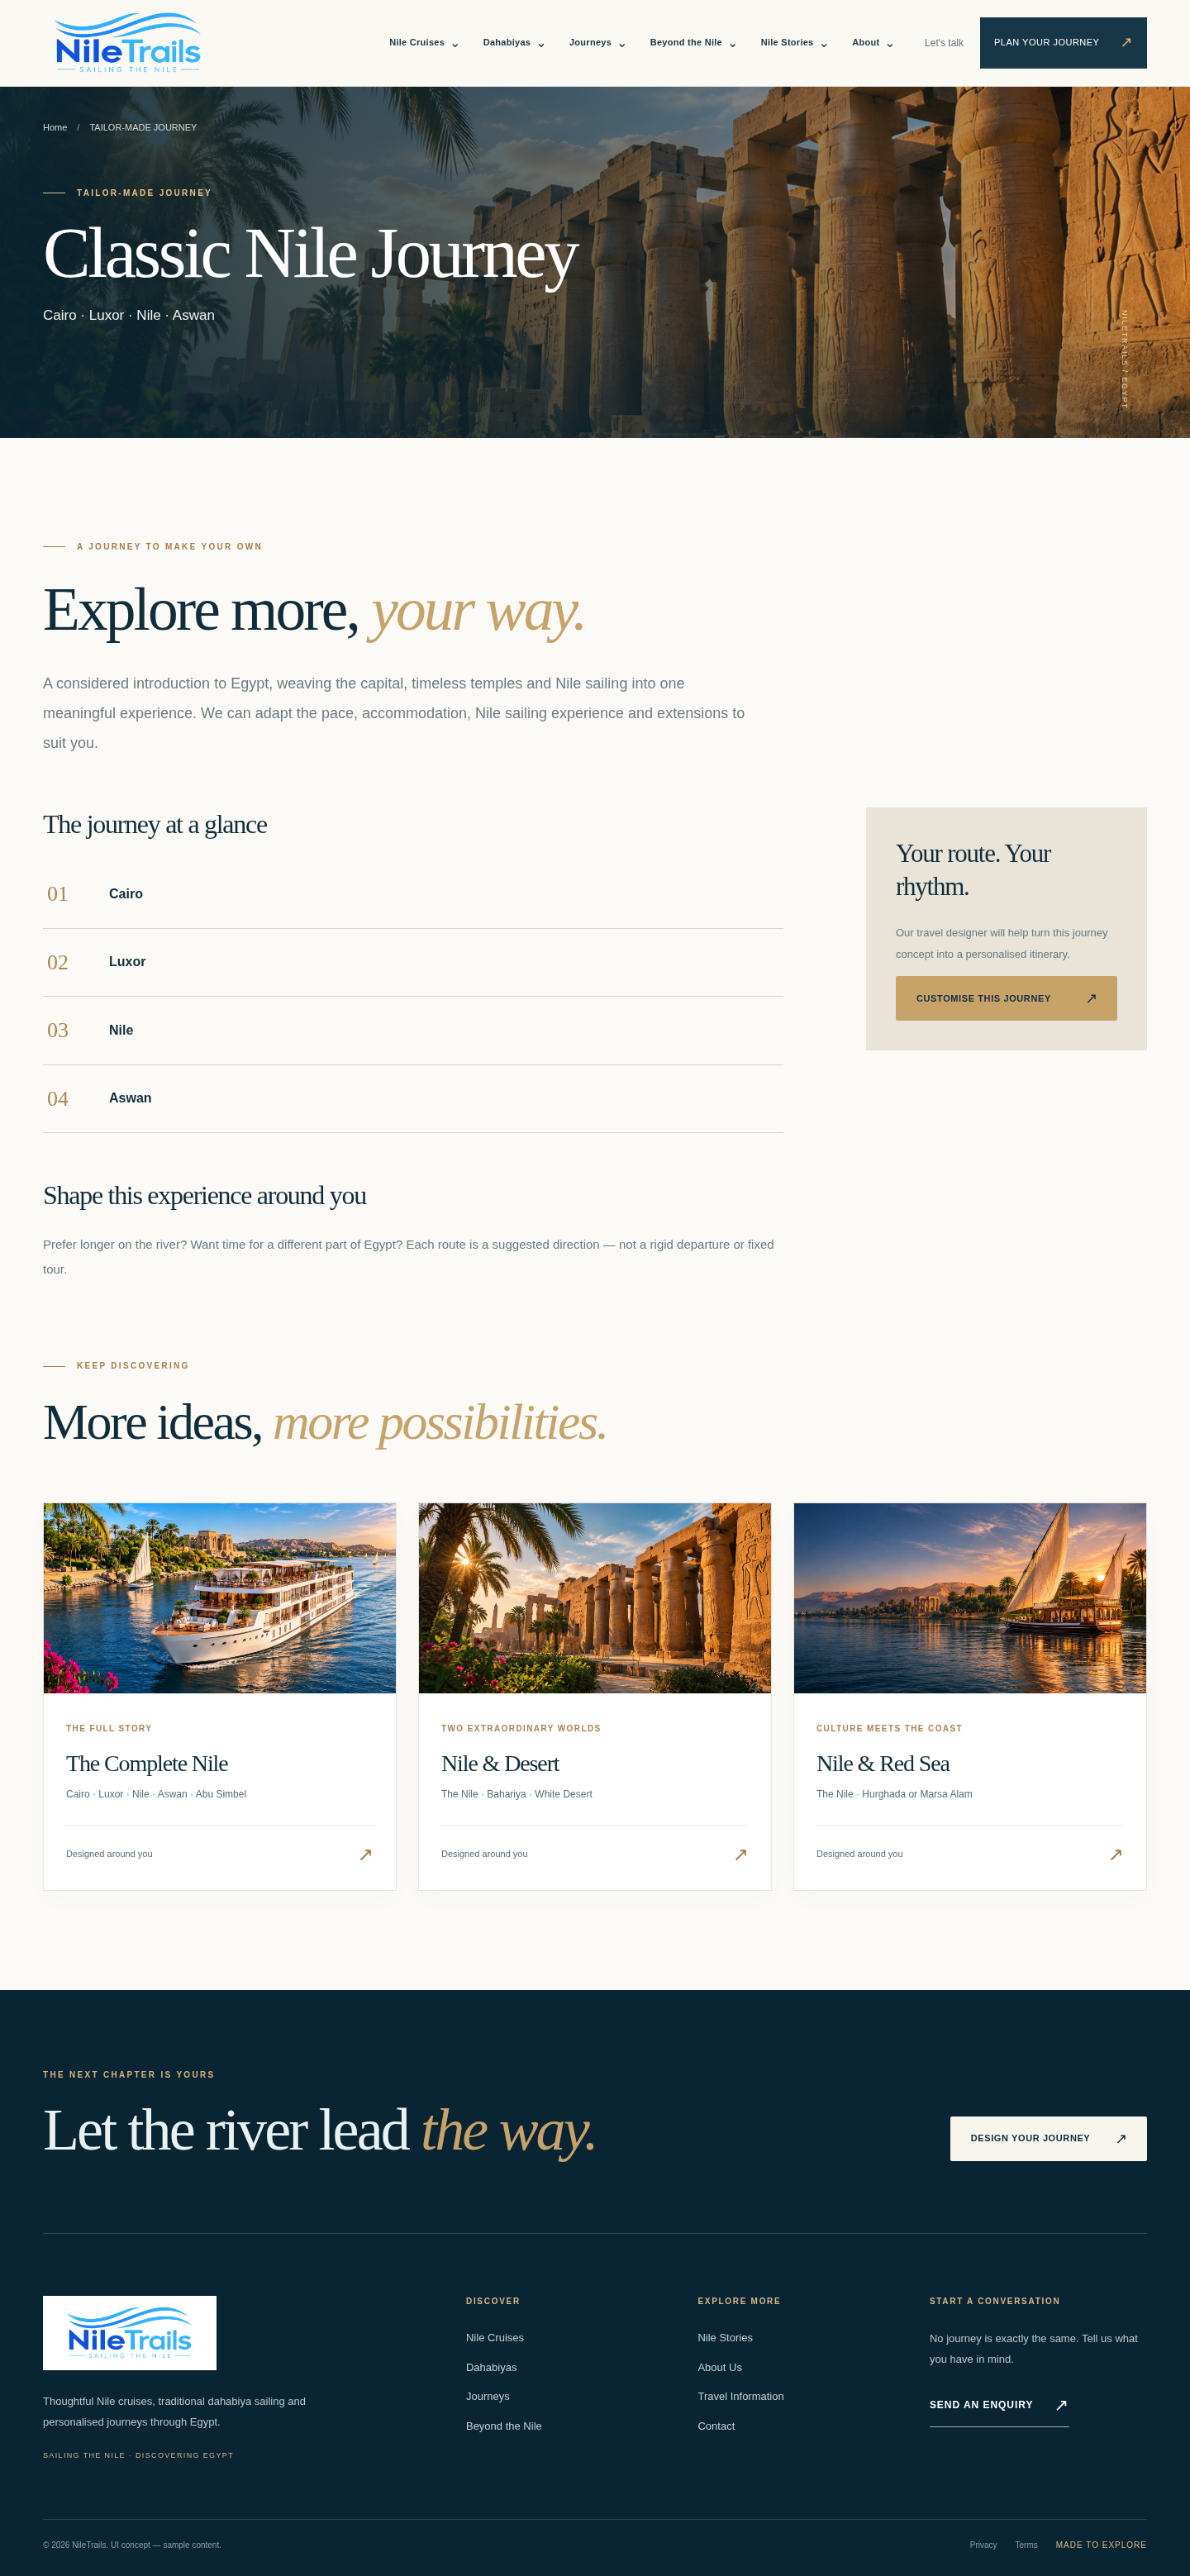 NileTrails
SAILING THE NILE
Nile Cruises
Dahabiyas
Journeys
Beyond the Nile
Nile Stories
About
Let's talk
PLAN YOUR JOURNEY ↗
Home / TAILOR-MADE JOURNEY
TAILOR-MADE JOURNEY
Classic Nile Journey
Cairo · Luxor · Nile · Aswan
NILETRAILS / EGYPT
A JOURNEY TO MAKE YOUR OWN
Explore more, your way.
A considered introduction to Egypt, weaving the capital, timeless temples and Nile sailing into one
meaningful experience. We can adapt the pace, accommodation, Nile sailing experience and extensions to
suit you.
The journey at a glance
01 Cairo
02 Luxor
03 Nile
04 Aswan
Your route. Your
rhythm.
Our travel designer will help turn this journey
concept into a personalised itinerary.
CUSTOMISE THIS JOURNEY ↗
Shape this experience around you
Prefer longer on the river? Want time for a different part of Egypt? Each route is a suggested direction — not a rigid departure or fixed
tour.
KEEP DISCOVERING
More ideas, more possibilities.
THE FULL STORY
The Complete Nile
Cairo · Luxor · Nile · Aswan · Abu Simbel
Designed around you ↗
TWO EXTRAORDINARY WORLDS
Nile & Desert
The Nile · Bahariya · White Desert
Designed around you ↗
CULTURE MEETS THE COAST
Nile & Red Sea
The Nile · Hurghada or Marsa Alam
Designed around you ↗
THE NEXT CHAPTER IS YOURS
Let the river lead the way.
DESIGN YOUR JOURNEY ↗
NileTrails
SAILING THE NILE
Thoughtful Nile cruises, traditional dahabiya sailing and
personalised journeys through Egypt.
SAILING THE NILE · DISCOVERING EGYPT
DISCOVER
Nile Cruises
Dahabiyas
Journeys
Beyond the Nile
EXPLORE MORE
Nile Stories
About Us
Travel Information
Contact
START A CONVERSATION
No journey is exactly the same. Tell us what
you have in mind.
SEND AN ENQUIRY ↗
© 2026 NileTrails. UI concept — sample content.
Privacy
Terms
MADE TO EXPLORE